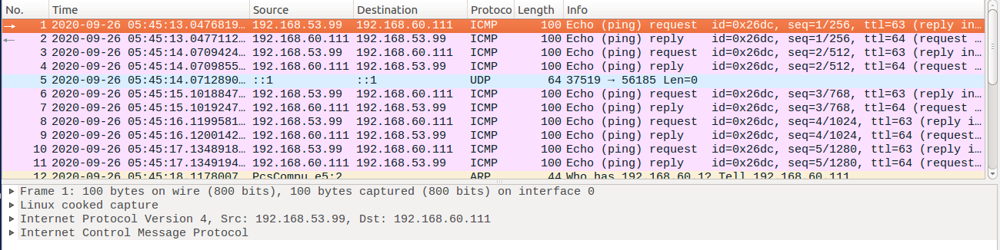 No. Time Source Destination Protoco Length Info
1 2020-09-26 05:45:13.0476819… 192.168.53.99 192.168.60.111 ICMP 100 Echo (ping) request id=0x26dc, seq=1/256, ttl=63 (reply in…
2 2020-09-26 05:45:13.0477112… 192.168.60.111 192.168.53.99 ICMP 100 Echo (ping) reply id=0x26dc, seq=1/256, ttl=64 (request …
3 2020-09-26 05:45:14.0709424… 192.168.53.99 192.168.60.111 ICMP 100 Echo (ping) request id=0x26dc, seq=2/512, ttl=63 (reply in…
4 2020-09-26 05:45:14.0709855… 192.168.60.111 192.168.53.99 ICMP 100 Echo (ping) reply id=0x26dc, seq=2/512, ttl=64 (request …
5 2020-09-26 05:45:14.0712890… ::1 ::1 UDP 64 37519 → 56185 Len=0
6 2020-09-26 05:45:15.1018847… 192.168.53.99 192.168.60.111 ICMP 100 Echo (ping) request id=0x26dc, seq=3/768, ttl=63 (reply in…
7 2020-09-26 05:45:15.1019247… 192.168.60.111 192.168.53.99 ICMP 100 Echo (ping) reply id=0x26dc, seq=3/768, ttl=64 (request …
8 2020-09-26 05:45:16.1199581… 192.168.53.99 192.168.60.111 ICMP 100 Echo (ping) request id=0x26dc, seq=4/1024, ttl=63 (reply i…
9 2020-09-26 05:45:16.1200142… 192.168.60.111 192.168.53.99 ICMP 100 Echo (ping) reply id=0x26dc, seq=4/1024, ttl=64 (request…
10 2020-09-26 05:45:17.1348918… 192.168.53.99 192.168.60.111 ICMP 100 Echo (ping) request id=0x26dc, seq=5/1280, ttl=63 (reply i…
11 2020-09-26 05:45:17.1349194… 192.168.60.111 192.168.53.99 ICMP 100 Echo (ping) reply id=0x26dc, seq=5/1280, ttl=64 (request…
12 2020-09-26 05:45:18.1178007… PcsCompu_e5:2… ARP 44 Who has 192.168.60.1? Tell 192.168.60.111
Frame 1: 100 bytes on wire (800 bits), 100 bytes captured (800 bits) on interface 0
Linux cooked capture
Internet Protocol Version 4, Src: 192.168.53.99, Dst: 192.168.60.111
Internet Control Message Protocol